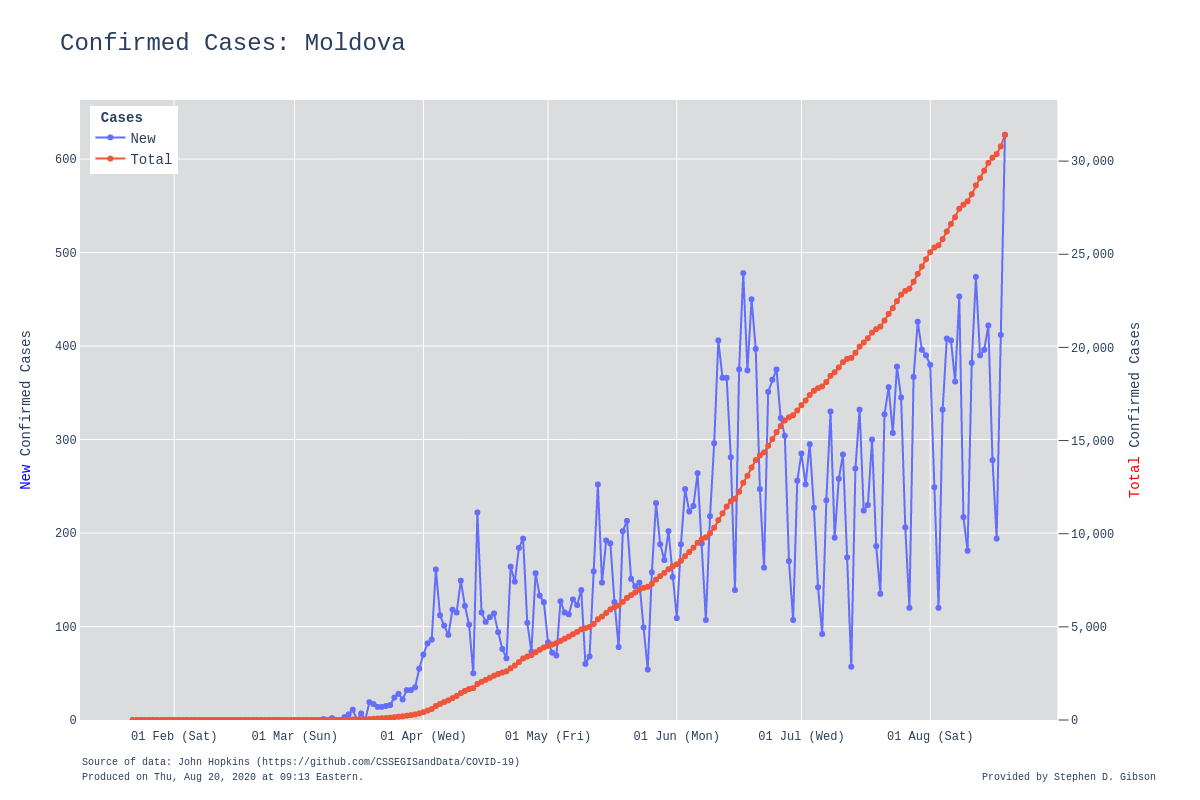 Confirmed Cases: Moldova
Cases
New
Total
600
500
400
300
200
100
0
30,000
25,000
20,000
15,000
10,000
5,000
0
New Confirmed Cases
Total Confirmed Cases
01 Feb (Sat)
01 Mar (Sun)
01 Apr (Wed)
01 May (Fri)
01 Jun (Mon)
01 Jul (Wed)
01 Aug (Sat)
Source of data: John Hopkins (https://github.com/CSSEGISandData/COVID-19)
Produced on Thu, Aug 20, 2020 at 09:13 Eastern.
Provided by Stephen D. Gibson